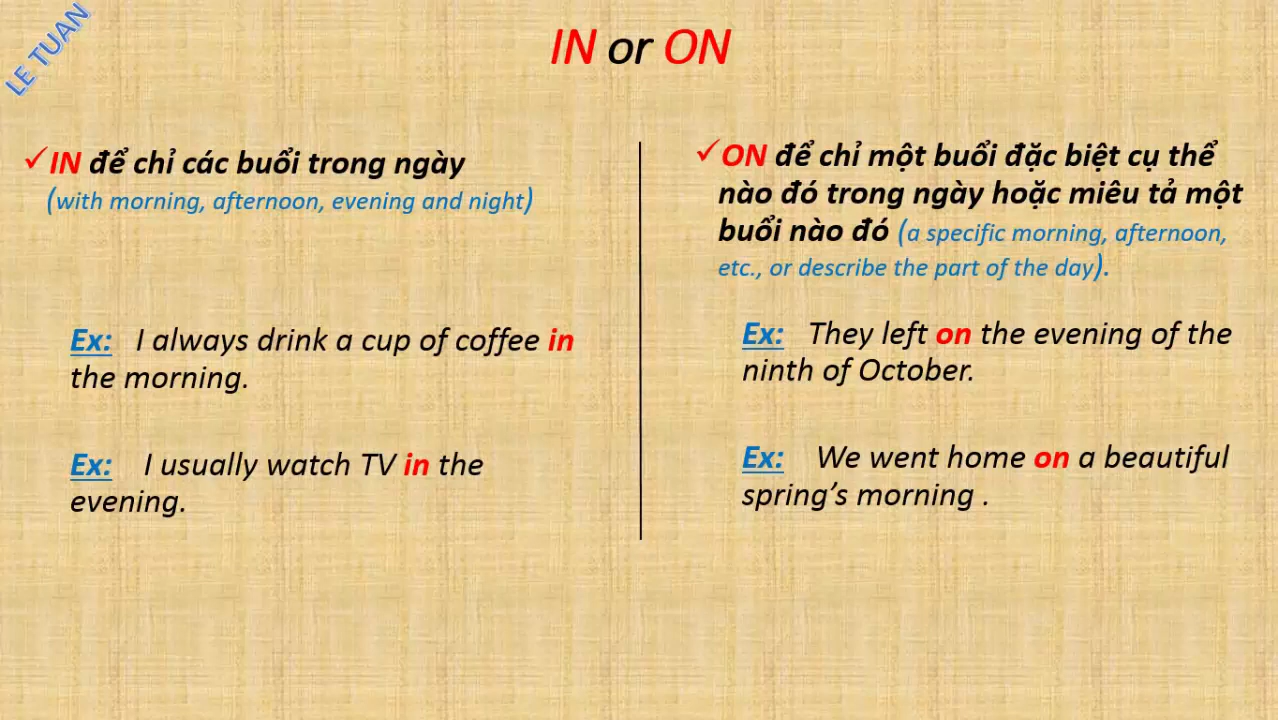 LE TUAN
IN or ON
✓IN để chỉ các buổi trong ngày
(with morning, afternoon, evening and night)
Ex: I always drink a cup of coffee in
the morning.
Ex: I usually watch TV in the
evening.
✓ON để chỉ một buổi đặc biệt cụ thể
nào đó trong ngày hoặc miêu tả một
buổi nào đó (a specific morning, afternoon,
etc., or describe the part of the day).
Ex: They left on the evening of the
ninth of October.
Ex: We went home on a beautiful
spring’s morning .